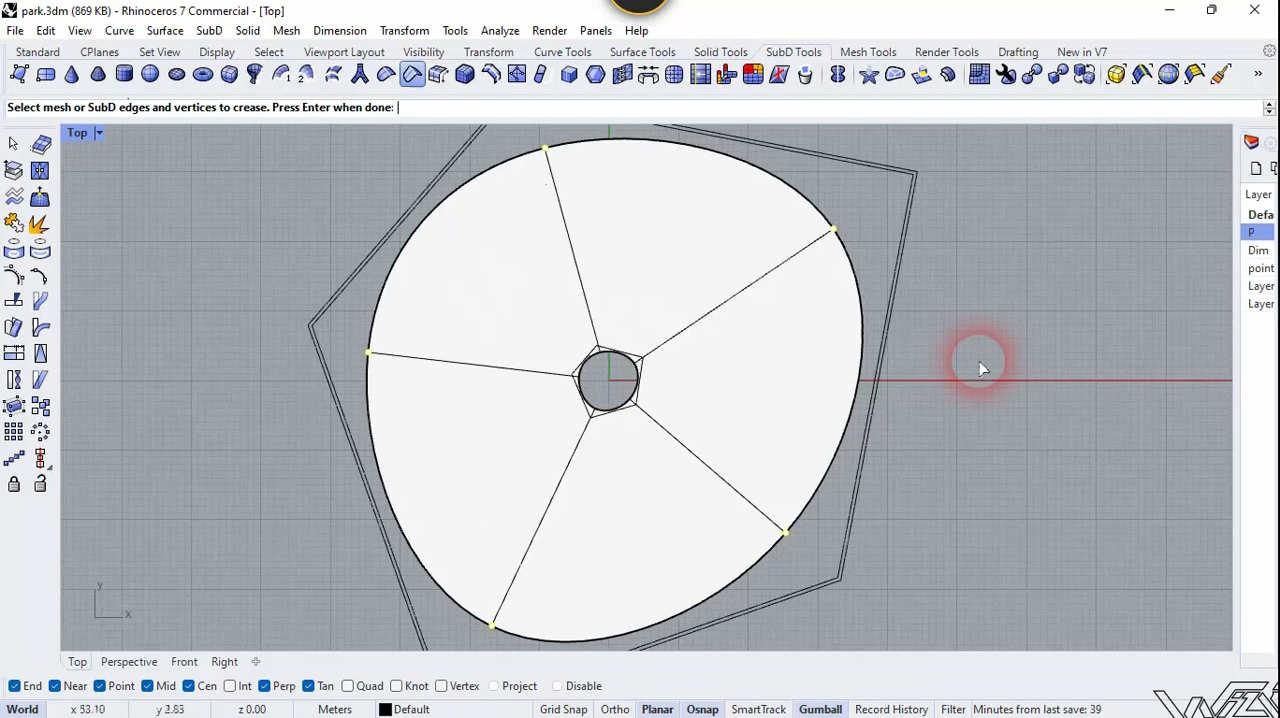 park.3dm (869 KB) - Rhinoceros 7 Commercial - [Top]
File Edit View Curve Surface SubD Solid Mesh Dimension Transform Tools Analyze Render Panels Help
Standard CPlanes Set View Display Select Viewport Layout Visibility Transform Curve Tools Surface Tools Solid Tools SubD Tools Mesh Tools Render Tools Drafting New in V7
Select mesh or SubD edges and vertices to crease. Press Enter when done:
Top
Layer
Defa
P
Dim
point
Layer
Layer
y
x
Top Perspective Front Right
End Near Point Mid Cen Int Perp Tan Quad Knot Vertex Project Disable
World x 53.10 y 2.83 z 0.00 Meters Default Grid Snap Ortho Planar Osnap SmartTrack Gumball Record History Filter Minutes from last save: 39